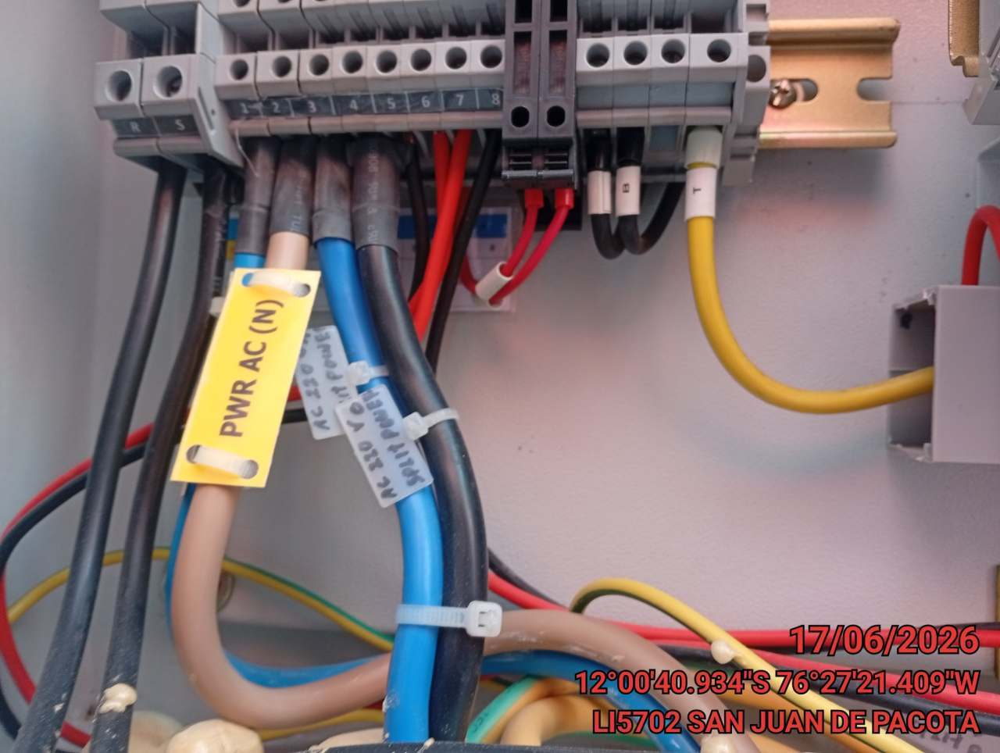 R S
1 2 3 4 5 6 7 8
B
T
PWR AC (N)
AC 220
POWER
AC 220 V
SPLIT POWER
17/06/2026
12°00'40.934"S 76°27'21.409"W
LI5702 SAN JUAN DE PACOTA